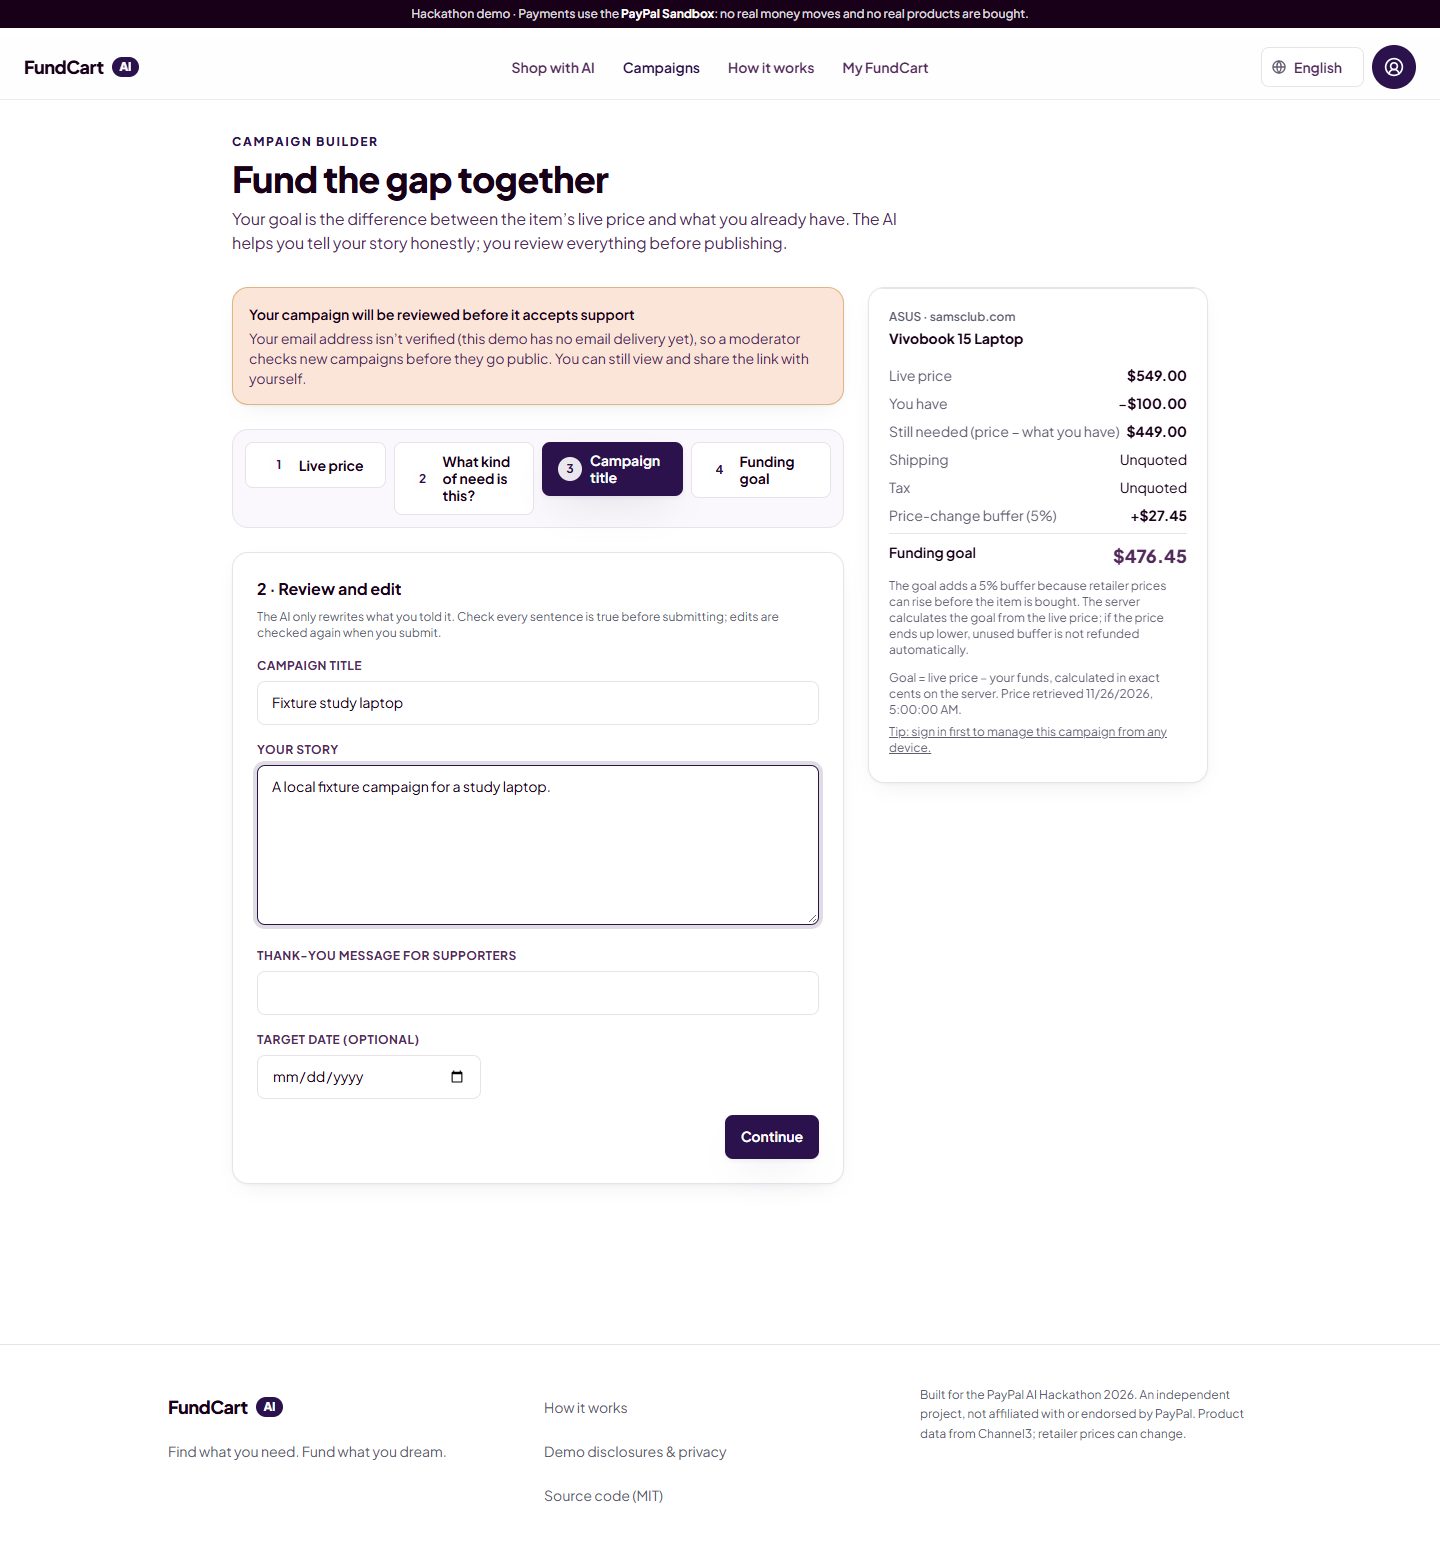 Hackathon demo · Payments use the PayPal Sandbox: no real money moves and no real products are bought.
FundCart AI
Shop with AI
Campaigns
How it works
My FundCart
English
CAMPAIGN BUILDER
Fund the gap together
Your goal is the difference between the item's live price and what you already have. The AI
helps you tell your story honestly; you review everything before publishing.
Your campaign will be reviewed before it accepts support
Your email address isn't verified (this demo has no email delivery yet), so a moderator
checks new campaigns before they go public. You can still view and share the link with
yourself.
1 Live price
2 What kind
of need is
this?
3 Campaign
title
4 Funding
goal
2 · Review and edit
The AI only rewrites what you told it. Check every sentence is true before submitting; edits are
checked again when you submit.
CAMPAIGN TITLE
Fixture study laptop
YOUR STORY
A local fixture campaign for a study laptop.
THANK-YOU MESSAGE FOR SUPPORTERS
TARGET DATE (OPTIONAL)
mm/dd/yyyy
Continue
ASUS · samsclub.com
Vivobook 15 Laptop
Live price $549.00
You have −$100.00
Still needed (price − what you have) $449.00
Shipping Unquoted
Tax Unquoted
Price-change buffer (5%) +$27.45
Funding goal $476.45
The goal adds a 5% buffer because retailer prices
can rise before the item is bought. The server
calculates the goal from the live price; if the price
ends up lower, unused buffer is not refunded
automatically.
Goal = live price − your funds, calculated in exact
cents on the server. Price retrieved 11/26/2026,
5:00:00 AM.
Tip: sign in first to manage this campaign from any
device.
FundCart AI
Find what you need. Fund what you dream.
How it works
Demo disclosures & privacy
Source code (MIT)
Built for the PayPal AI Hackathon 2026. An independent
project, not affiliated with or endorsed by PayPal. Product
data from Channel3; retailer prices can change.